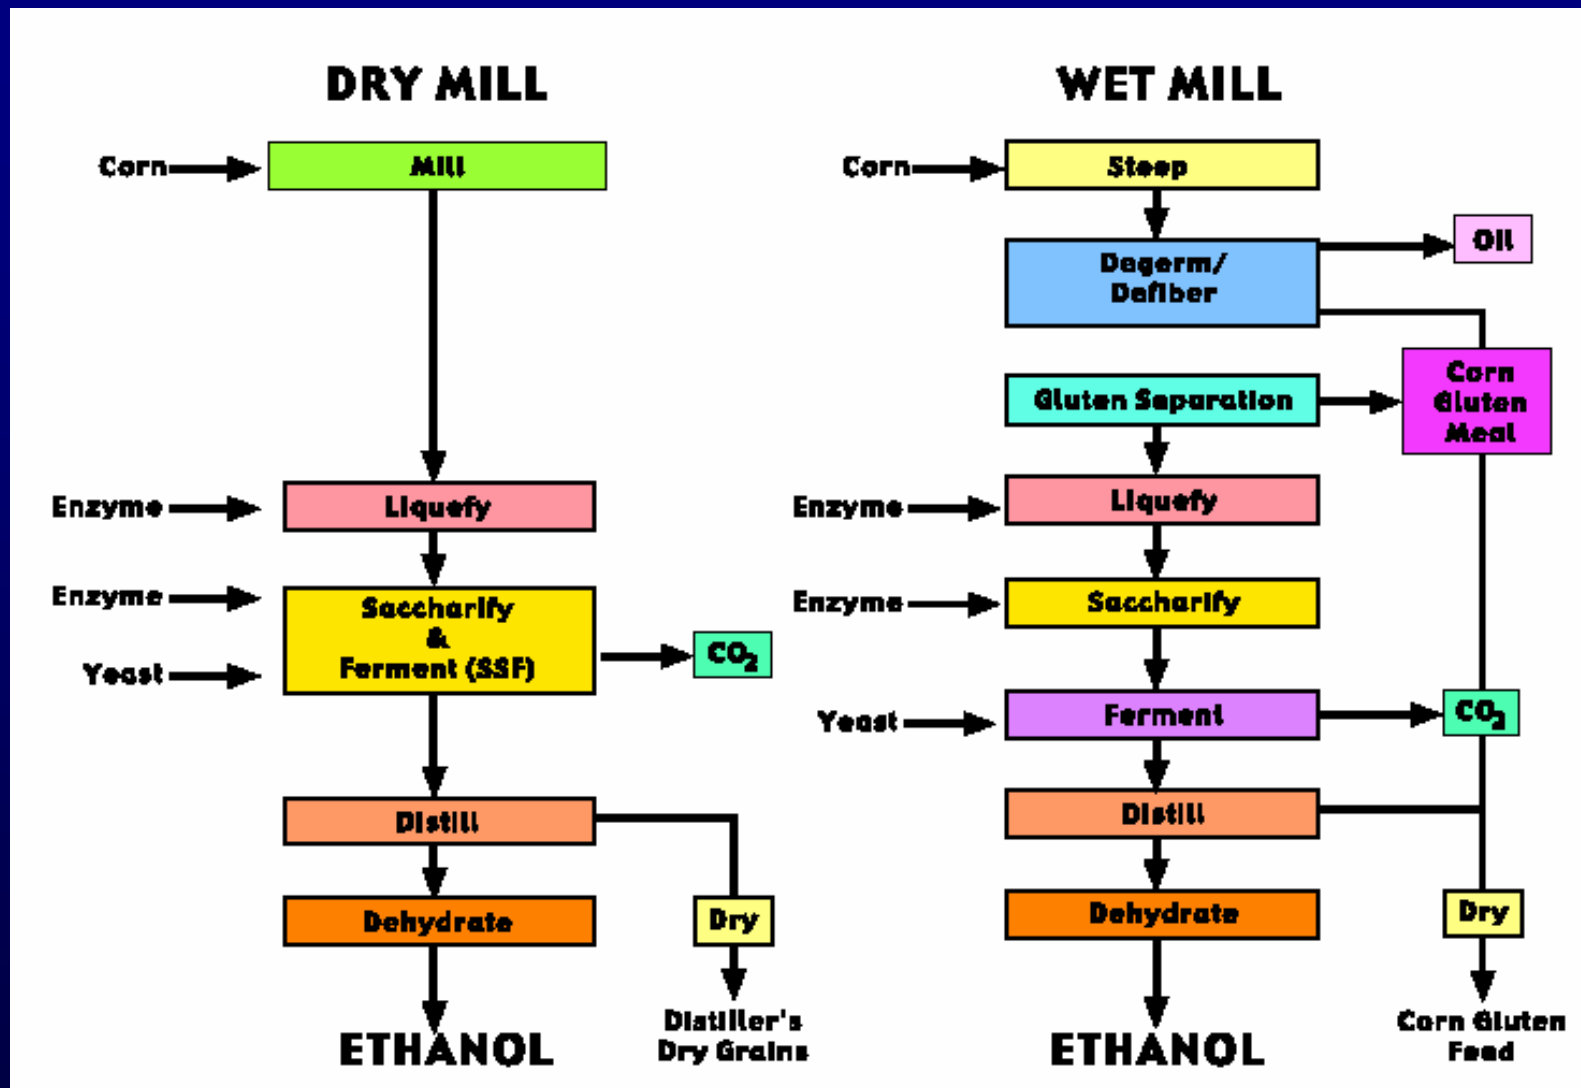 DRY MILL
Corn
Mill
Enzyme
Liquefy
Enzyme
Saccharify
&
Ferment (SSF)
Yeast
CO2
Distill
Dehydrate
Dry
ETHANOL
Distiller's
Dry Grains
WET MILL
Corn
Steep
Degerm/
Defiber
Oil
Gluten Separation
Corn
Gluten
Meal
Enzyme
Liquefy
Enzyme
Saccharify
Yeast
Ferment
CO2
Distill
Dehydrate
Dry
ETHANOL
Corn Gluten
Feed